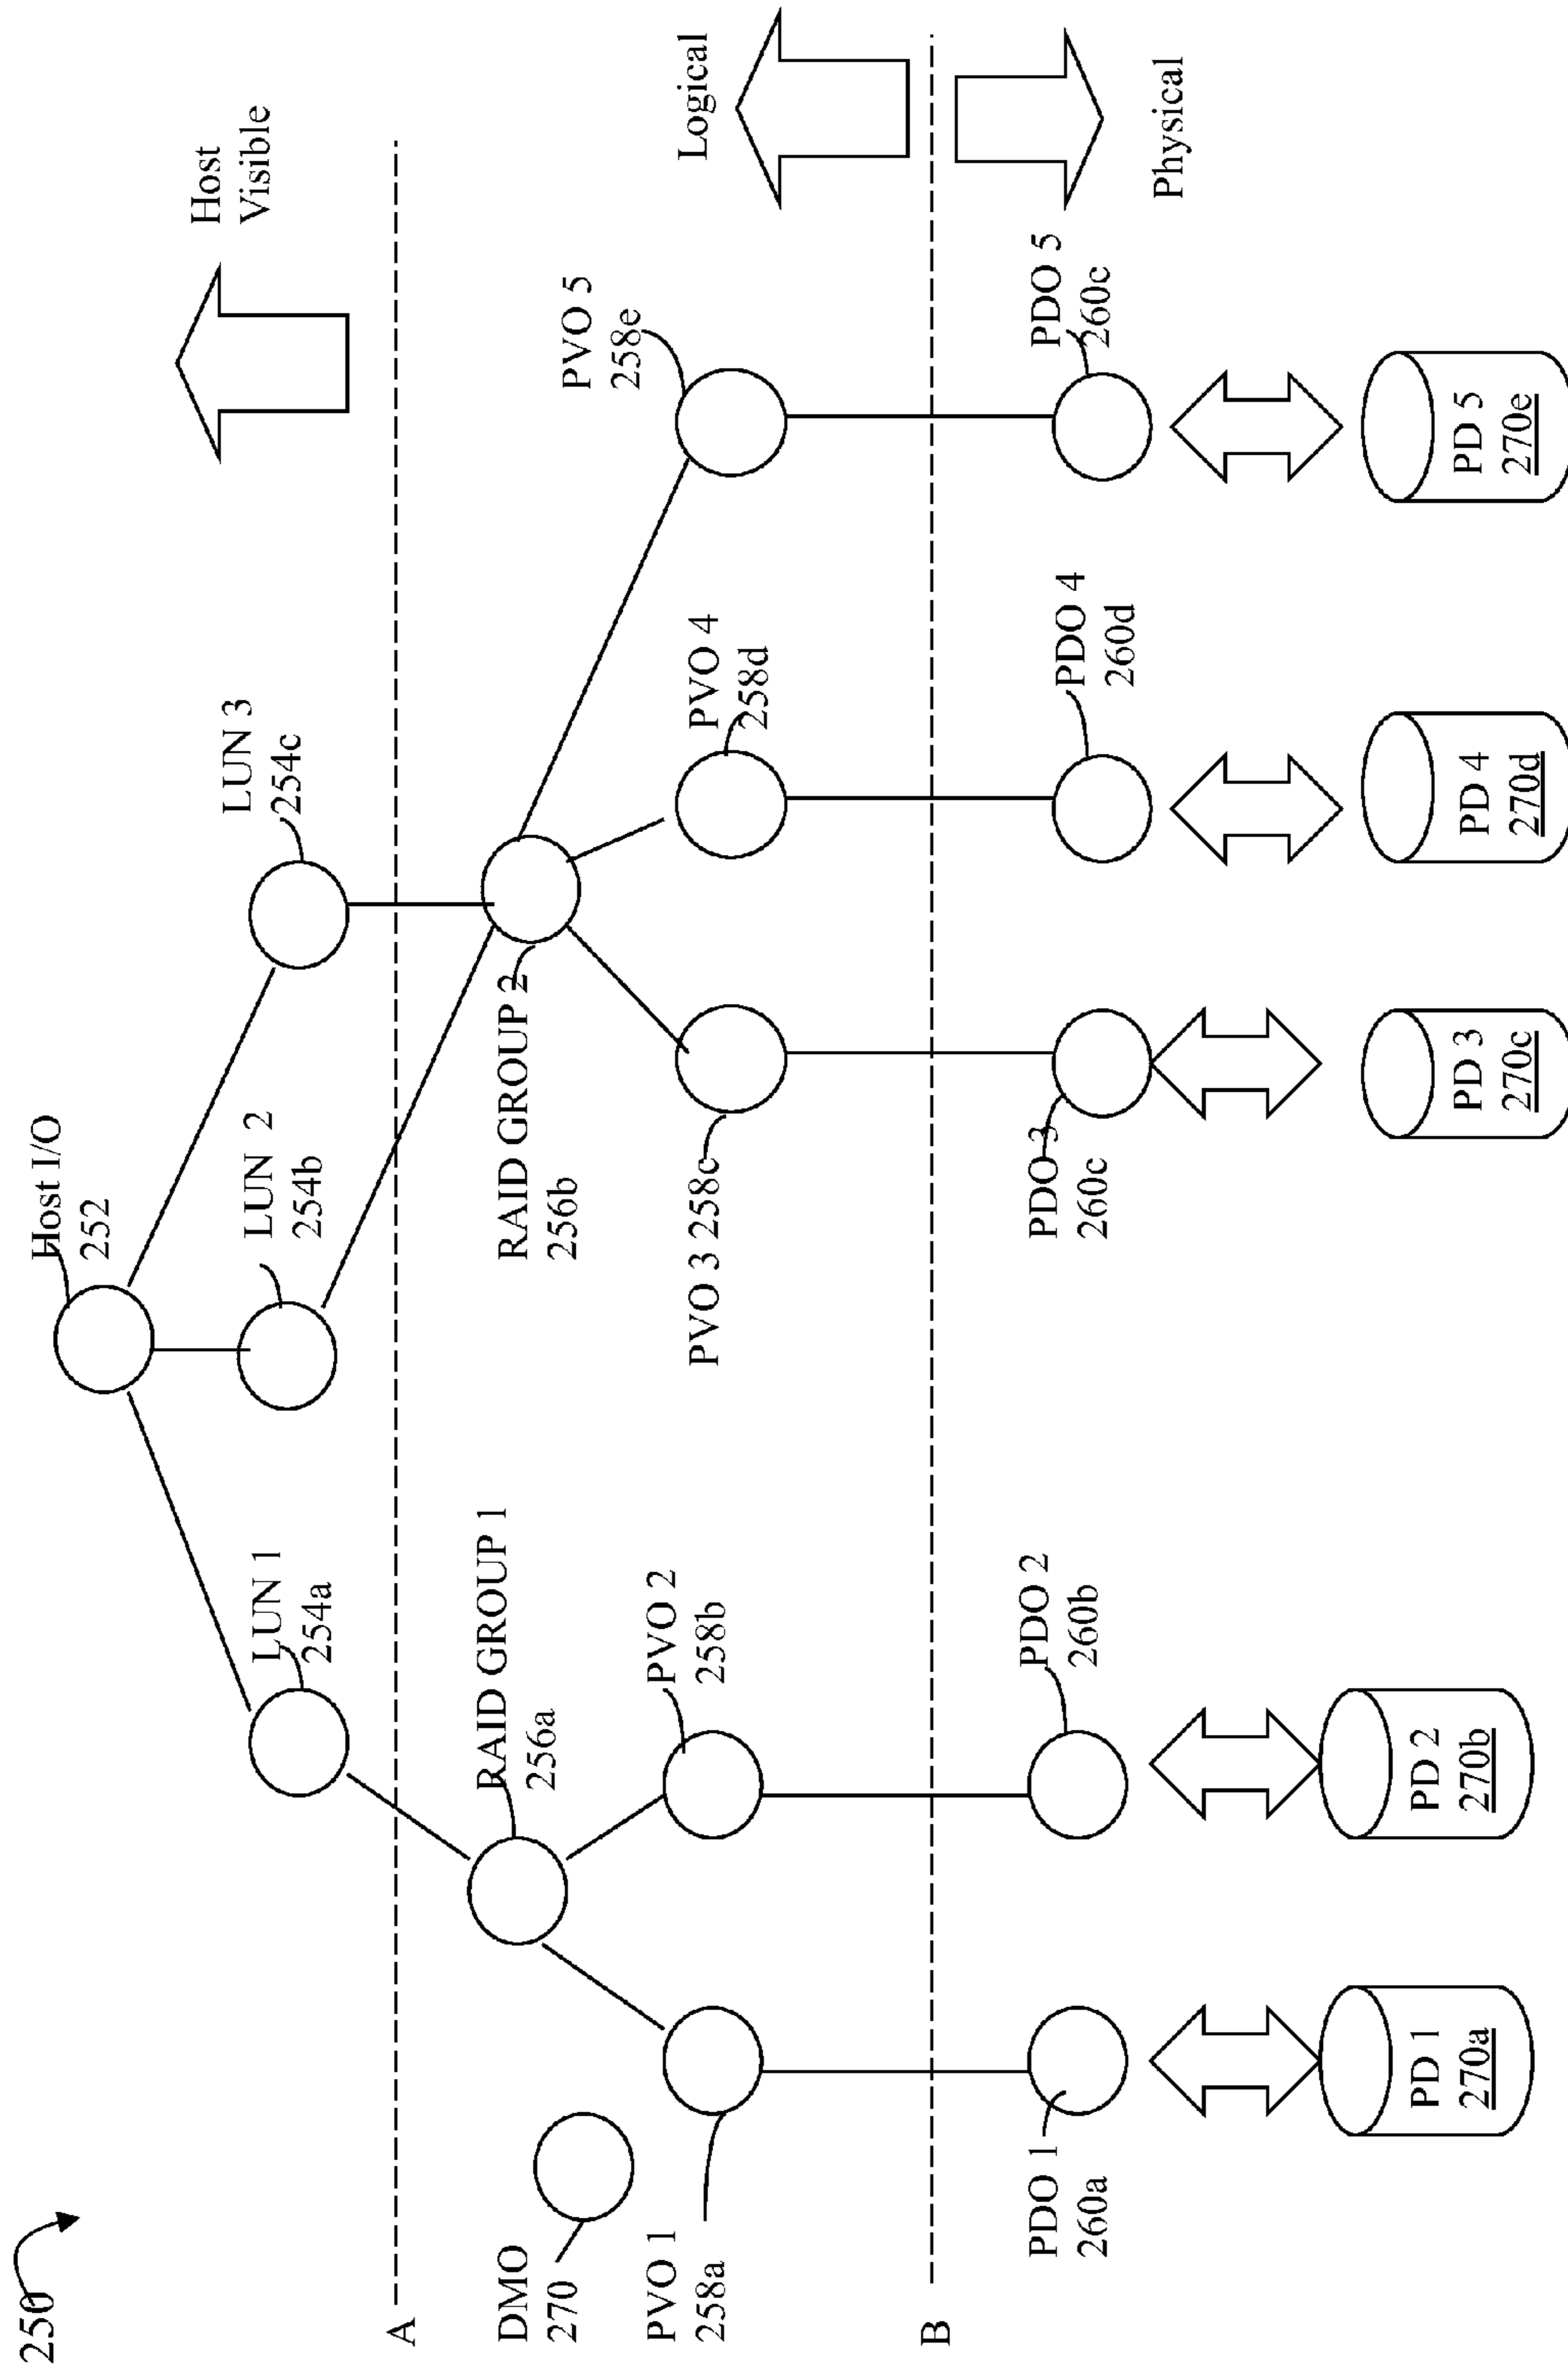 250
Host I/O
252
Host
Visible
LUN 1
254a
LUN 2
254b
LUN 3
254c
A
RAID GROUP 1
256a
RAID GROUP 2
256b
DMO
270
PVO 1
258a
PVO 2
258b
PVO 3 258c
PVO 4
258d
PVO 5
258e
Logical
B
Physical
PDO 1
260a
PDO 2
260b
PDO 3
260c
PDO 4
260d
PDO 5
260c
PD 1
270a
PD 2
270b
PD 3
270c
PD 4
270d
PD 5
270e